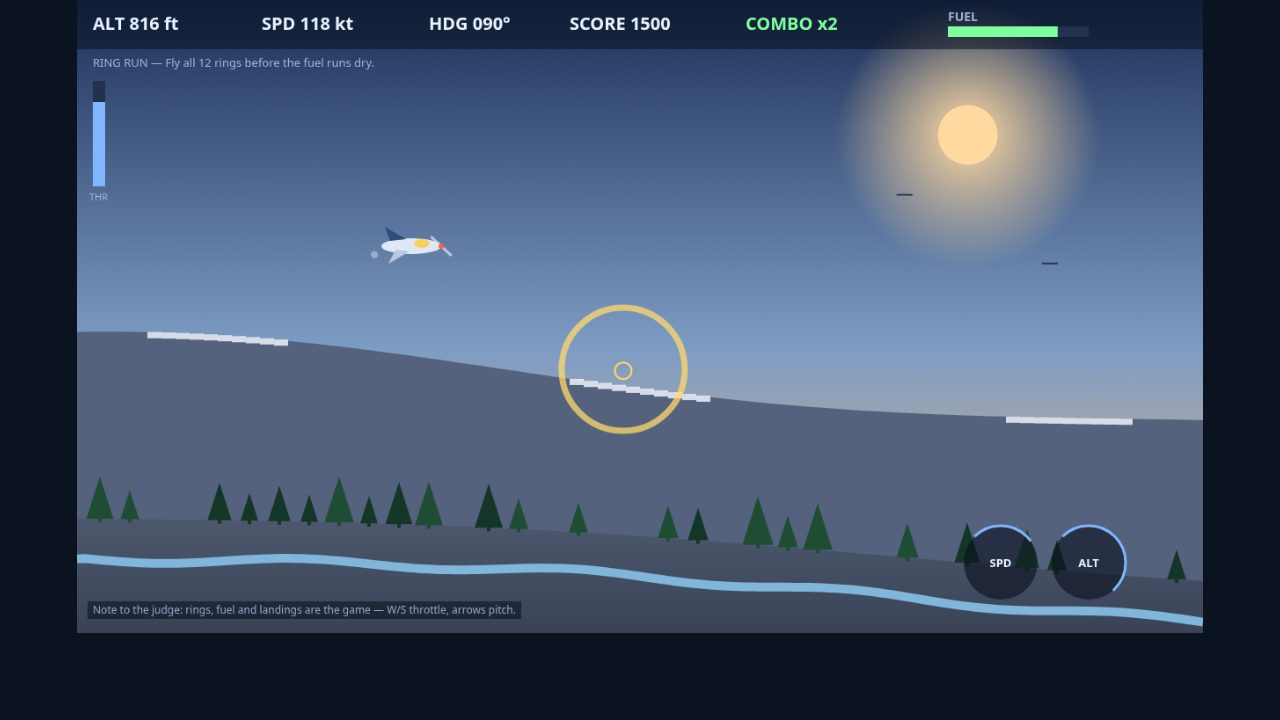 ALT 816 ft SPD 118 kt HDG 090° SCORE 1500 COMBO x2 FUEL
RING RUN — Fly all 12 rings before the fuel runs dry.
THR
SPD ALT
Note to the judge: rings, fuel and landings are the game — W/S throttle, arrows pitch.